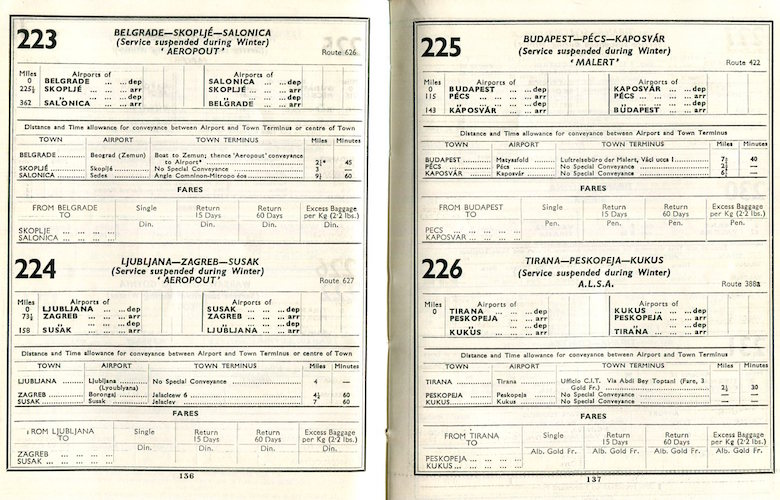 223
BELGRADE—SKOPLJÉ—SALONICA
(Service suspended during Winter)
'AEROPOUT'
Route 626
Miles Airports of Airports of
0 BELGRADE ... ... dep SALONICA ... ... dep
225½ SKOPLJÉ ... ... arr SKOPLJÉ ... ... arr
„ ... ... ... dep „ ... ... ... dep
362 SALONICA ... ... arr BELGRADE ... ... arr
Distance and Time allowance for conveyance between Airport and Town Terminus or centre of Town
TOWN AIRPORT TOWN TERMINUS Miles Minutes
BELGRADE Beograd (Zemun) Boat to Zemun; thence 'Aeropout' conveyance
to Airport* 2½* 45
SKOPLJÉ Skopljé No Special Conveyance 3 —
SALONICA Sedes Angle Comninon-Mitropoleos 9½ 60
FARES
FROM BELGRADE TO Single Return 15 Days Return 60 Days Excess Baggage per Kg (2·2 lbs.)
Din. Din. Din. Din.
SKOPLJE ... ... ... ...
SALONICA ... ... ... ...
224
LJUBLJANA—ZAGREB—SUSAK
(Service suspended during Winter)
'AEROPOUT'
Route 627
Miles Airports of Airports of
0 LJUBLJANA ... ... dep SUSAK ... ... dep
73½ ZAGREB ... ... arr ZAGREB ... ... arr
„ ... ... ... dep „ ... ... ... dep
158 SUSAK ... ... arr LJUBLJANA ... ... arr
Distance and Time allowance for conveyance between Airport and Town Terminus or centre of Town
TOWN AIRPORT TOWN TERMINUS Miles Minutes
LJUBLJANA Ljubljana No Special Conveyance 4 —
(Lyoublyana)
ZAGREB Borongaj Jelacicew 6 4½ 60
SUSAK Susak Jelaclev 7 60
FARES
FROM LJUBLJANA TO Single Return 15 Days Return 60 Days Excess Baggage per Kg (2·2 lbs.)
Din. Din. Din. Din.
ZAGREB ... ... ... ...
SUSAK ... ... ... ...
136
225
BUDAPEST—PÉCS—KAPOSVÁR
(Service suspended during Winter)
'MALERT'
Route 422
Miles Airports of Airports of
0 BUDAPEST ... ... dep KAPOSVÁR ... ... dep
115 PÉCS ... ... ... arr PÉCS ... ... ... arr
„ ... ... ... dep „ ... ... ... dep
143 KAPOSVÁR ... ... arr BUDAPEST ... ... arr
Distance and Time allowance for conveyance between Airport and Town Terminus
TOWN AIRPORT TOWN TERMINUS Miles Minutes
BUDAPEST Matyasfold Luftreisebüro der Malert, Váci ucca 1 7½ 40
PÉCS Pécs No Special Conveyance —
KAPOSVÁR Kaposvár No Special Conveyance —
FARES
FROM BUDAPEST TO Single Return 15 Days Return 60 Days Excess Baggage per Kg (2·2 lbs.)
Pen. Pen. Pen. Pen.
PECS ... ... ... ...
KAPOSVAR ... ... ... ...
226
TIRANA—PESKOPEJA—KUKUS
(Service suspended during Winter)
A.L.S.A.
Route 388a
Miles Airports of Airports of
0 TIRANA ... ... dep KUKUS ... ... dep
PESKOPEJA ... ... arr PESKOPEJA ... ... arr
„ ... ... dep „ ... ... dep
KUKUS ... ... arr TIRANA ... ... arr
Distance and Time allowance for conveyance between Airport and Town Terminus
TOWN AIRPORT TOWN TERMINUS Miles Minutes
TIRANA Tirana Ufficio C.I.T. Via Abdi Bey Toptani (Fare, 3
Gold Fr.) 2½ 30
PESKOPEJA Peskopeja No Special Conveyance — —
KUKUS Kukus No Special Conveyance — —
FARES
FROM TIRANA TO Single Return 15 Days Return 60 Days Excess Baggage per Kg (2·2 lbs.)
Alb. Gold Fr. Alb. Gold Fr. Alb. Gold Fr. Alb. Gold Fr.
PESKOPEJA ... ... ...
KUKUS ... ... ... ...
137